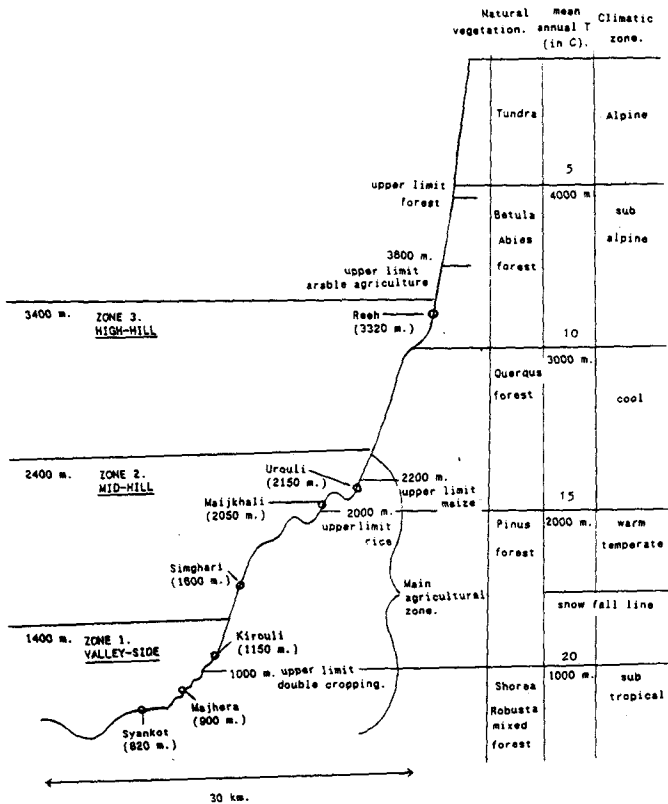 Natural vegetation.
mean annual T (in C).
Climatic zone.
Tundra
Alpine
5
upper limit
forest
4000 m.
Betula
Abies
forest
sub
alpine
3800 m.
upper limit
arable agriculture
3400 m.
ZONE 3.
HIGH-HILL
Reeh
(3320 m.)
10
3000 m.
Querqus
forest
cool
2400 m.
ZONE 2.
MID-HILL
Urouli
(2150 m.)
2200 m.
upper limit
maize
Maijkhali
(2050 m.)
2000 m.
upperlimit
rice
15
2000 m.
Pinus
forest
warm
temperate
Simghari
(1600 m.)
Main
agricultural
zone.
snow fall line
1400 m.
ZONE 1.
VALLEY-SIDE
Kirouli
(1150 m.)
1000 m. upper limit
double cropping.
20
1000 m.
Shorea
Robusta
mixed
forest
sub
tropical
Majhera
(900 m.)
Syankot
(820 m.)
30 km.